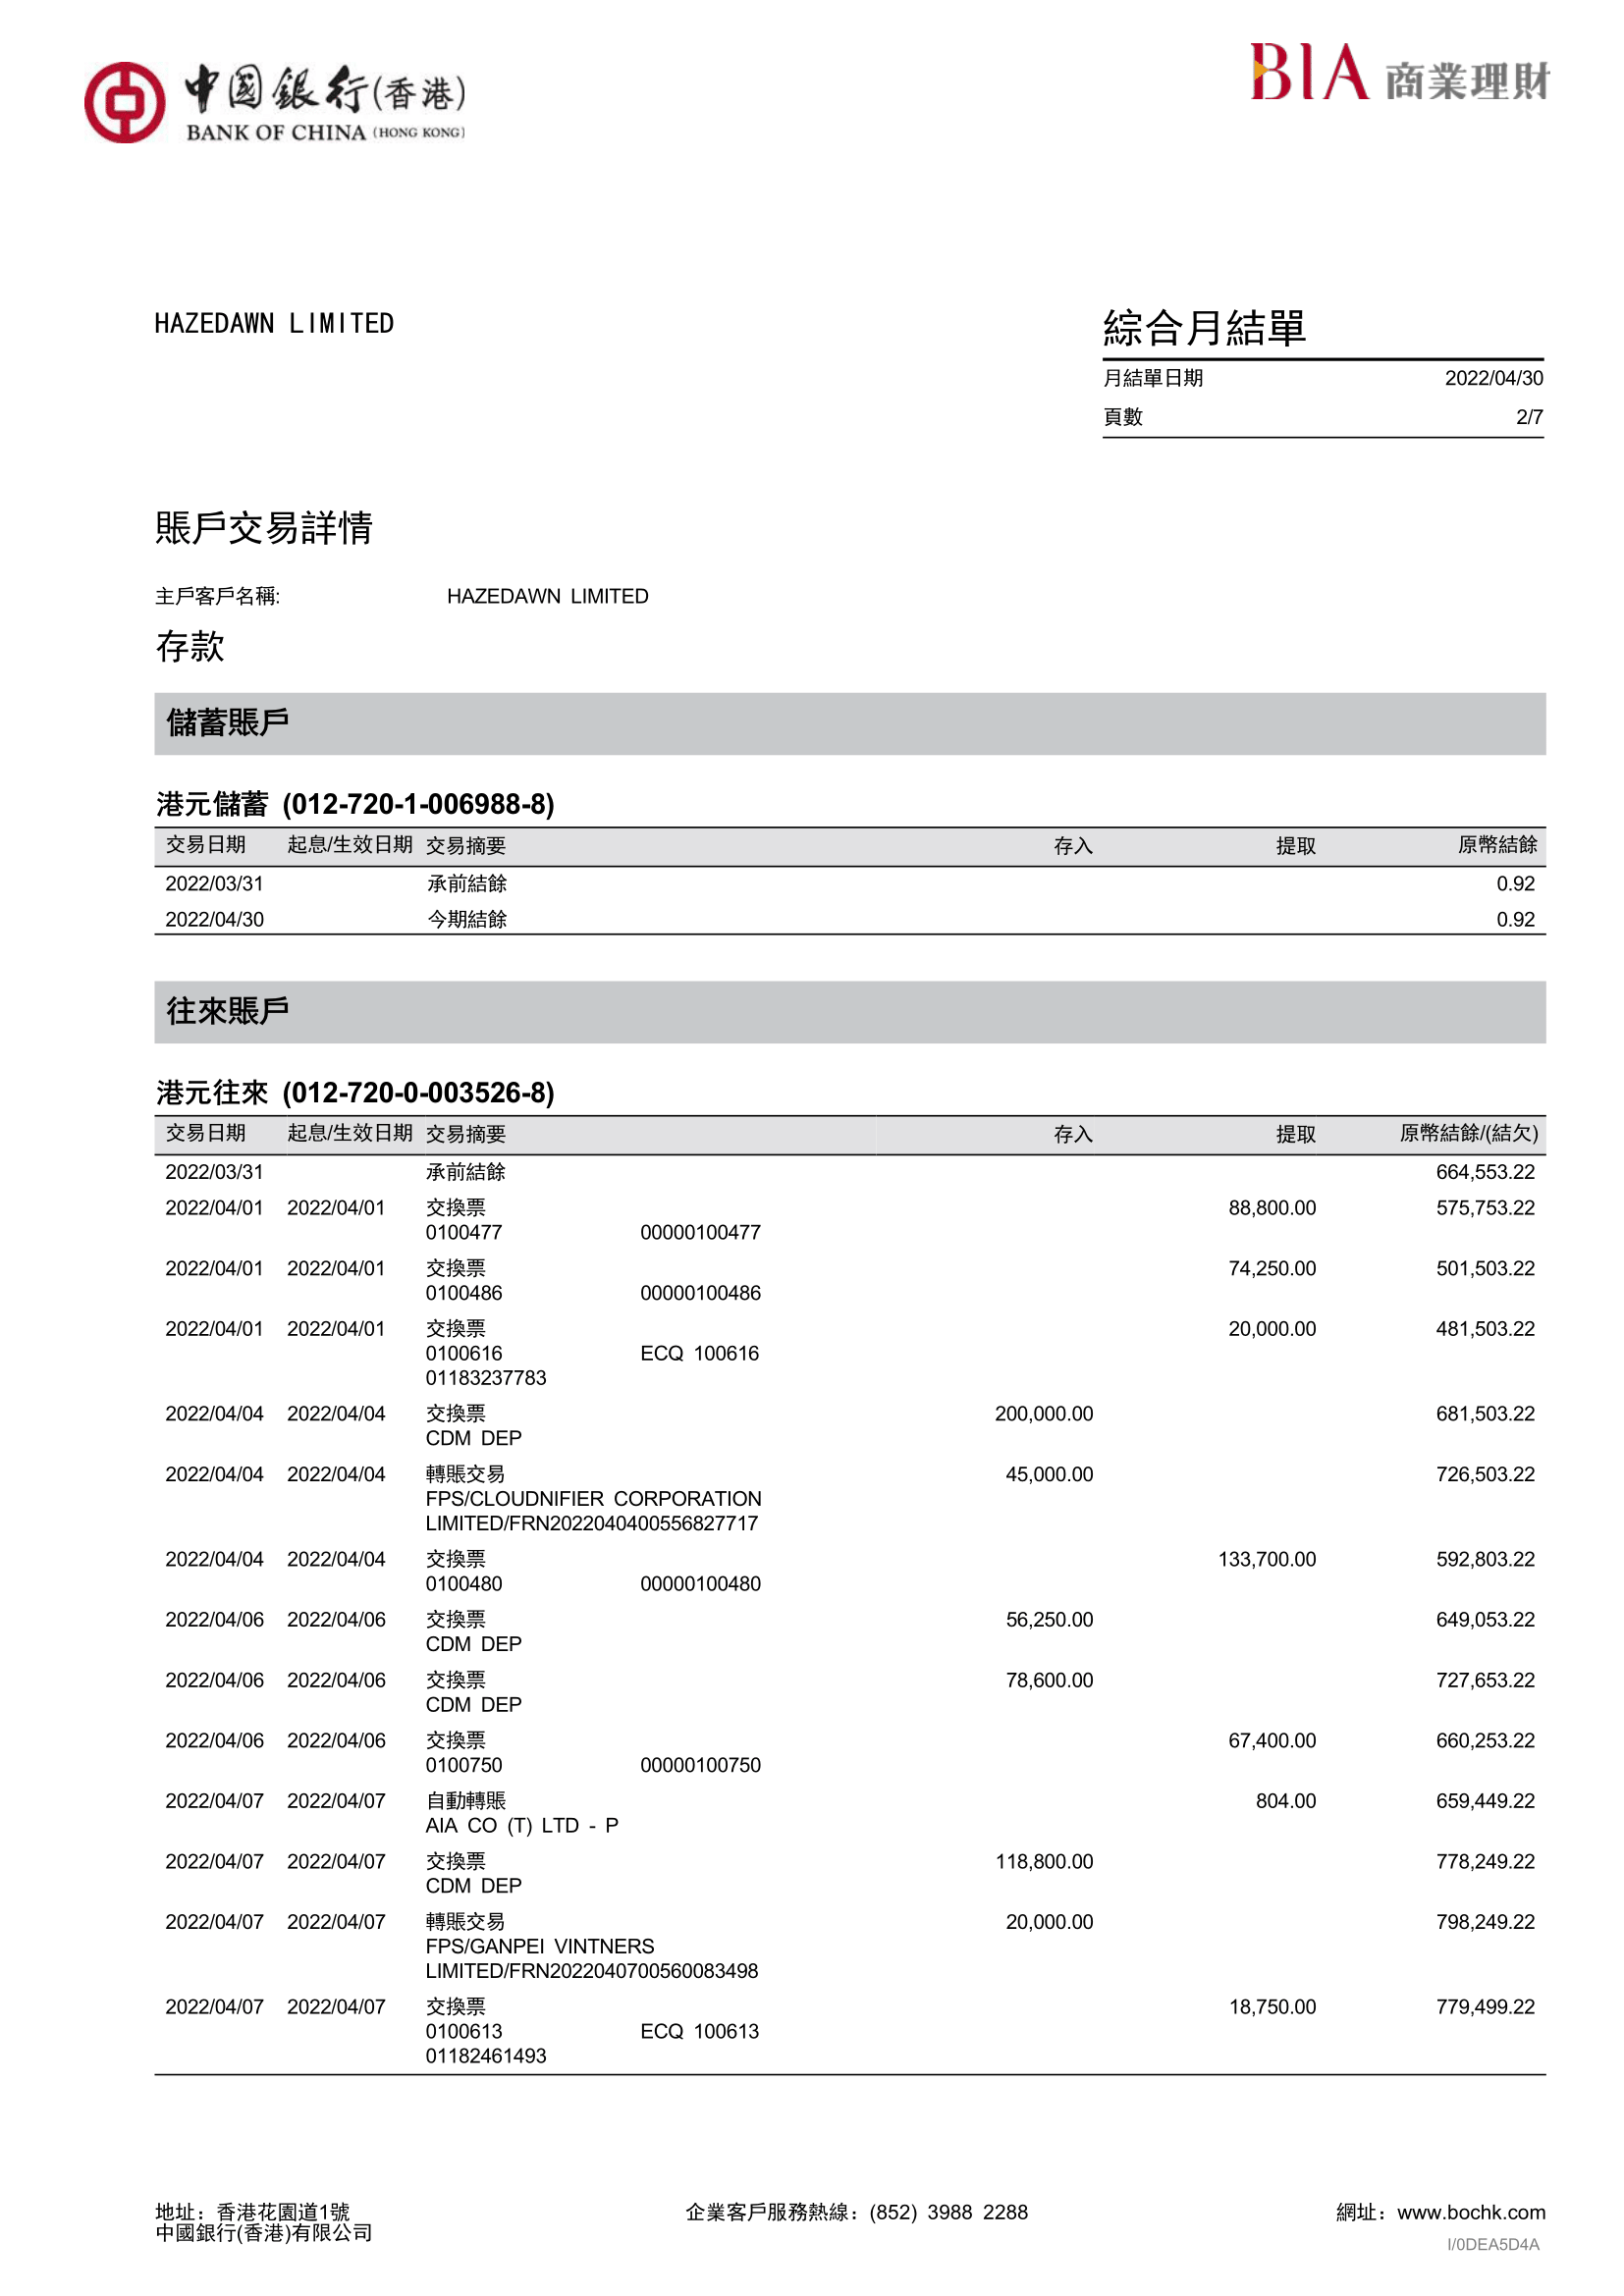 中國銀行(香港)
BANK OF CHINA (HONG KONG)
BIA 商業理財
HAZEDAWN LIMITED
綜合月結單
月結單日期 2022/04/30
頁數 2/7
賬戶交易詳情
主戶客戶名稱: HAZEDAWN LIMITED
存款
儲蓄賬戶
港元儲蓄 (012-720-1-006988-8)
交易日期 起息/生效日期 交易摘要 存入 提取 原幣結餘
2022/03/31 承前結餘 0.92
2022/04/30 今期結餘 0.92
往來賬戶
港元往來 (012-720-0-003526-8)
交易日期 起息/生效日期 交易摘要 存入 提取 原幣結餘/(結欠)
2022/03/31 承前結餘 664,553.22
2022/04/01 2022/04/01 交換票 88,800.00 575,753.22
0100477 00000100477
2022/04/01 2022/04/01 交換票 74,250.00 501,503.22
0100486 00000100486
2022/04/01 2022/04/01 交換票 20,000.00 481,503.22
0100616 ECQ 100616
01183237783
2022/04/04 2022/04/04 交換票 200,000.00 681,503.22
CDM DEP
2022/04/04 2022/04/04 轉賬交易 45,000.00 726,503.22
FPS/CLOUDNIFIER CORPORATION
LIMITED/FRN2022040400556827717
2022/04/04 2022/04/04 交換票 133,700.00 592,803.22
0100480 00000100480
2022/04/06 2022/04/06 交換票 56,250.00 649,053.22
CDM DEP
2022/04/06 2022/04/06 交換票 78,600.00 727,653.22
CDM DEP
2022/04/06 2022/04/06 交換票 67,400.00 660,253.22
0100750 00000100750
2022/04/07 2022/04/07 自動轉賬 804.00 659,449.22
AIA CO (T) LTD - P
2022/04/07 2022/04/07 交換票 118,800.00 778,249.22
CDM DEP
2022/04/07 2022/04/07 轉賬交易 20,000.00 798,249.22
FPS/GANPEI VINTNERS
LIMITED/FRN2022040700560083498
2022/04/07 2022/04/07 交換票 18,750.00 779,499.22
0100613 ECQ 100613
01182461493
地址：香港花園道1號 企業客戶服務熱線：(852) 3988 2288 網址：www.bochk.com
中國銀行(香港)有限公司
I/0DEA5D4A